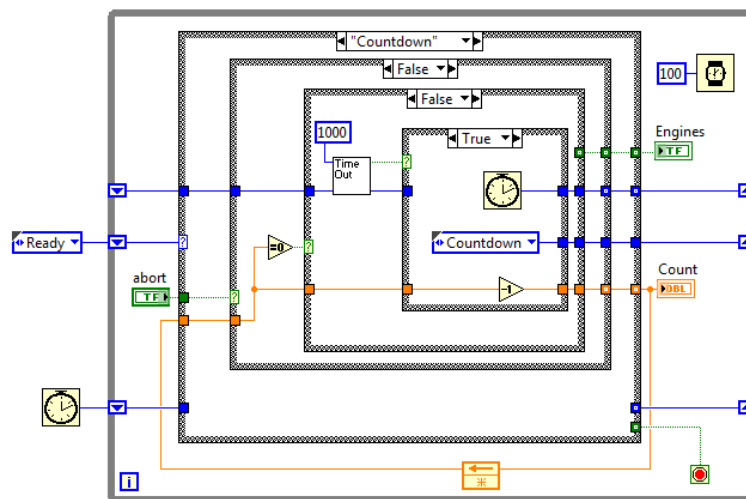 "Countdown"
False
100
False
1000
True
Engines
Time
Out
?
TF
Ready
?
Countdown
=0
?
abort
Count
TF
?
-1
DBL
i